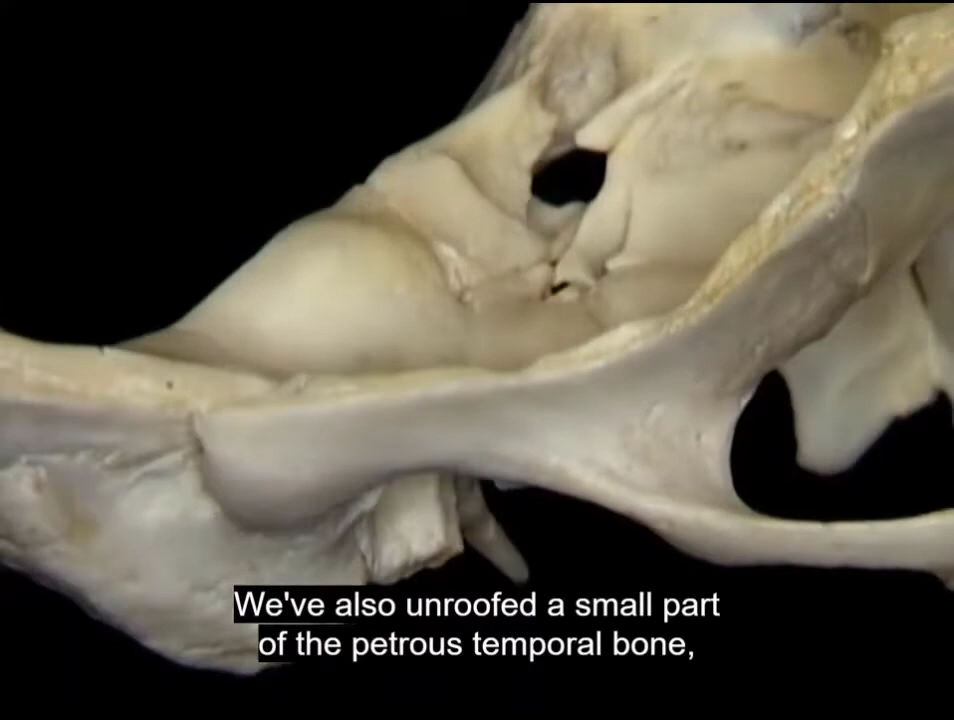 We've also unroofed a small part
of the petrous temporal bone,